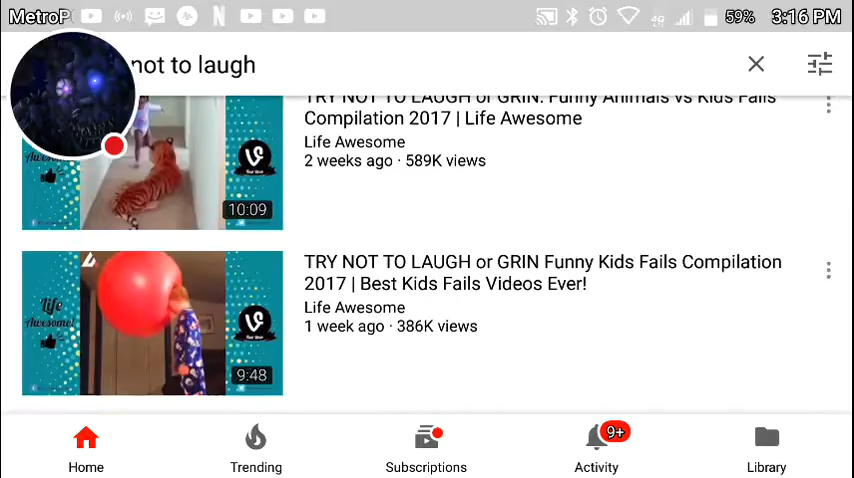 MetroP
4G
59%
3:16 PM
not to laugh
TRY NOT TO LAUGH or GRIN: Funny Animals vs Kids Fails
Compilation 2017 | Life Awesome
Life Awesome
2 weeks ago · 589K views
10:09
TRY NOT TO LAUGH or GRIN Funny Kids Fails Compilation
2017 | Best Kids Fails Videos Ever!
Life Awesome
1 week ago · 386K views
Life
Awesome!
9:48
9+
Home
Trending
Subscriptions
Activity
Library